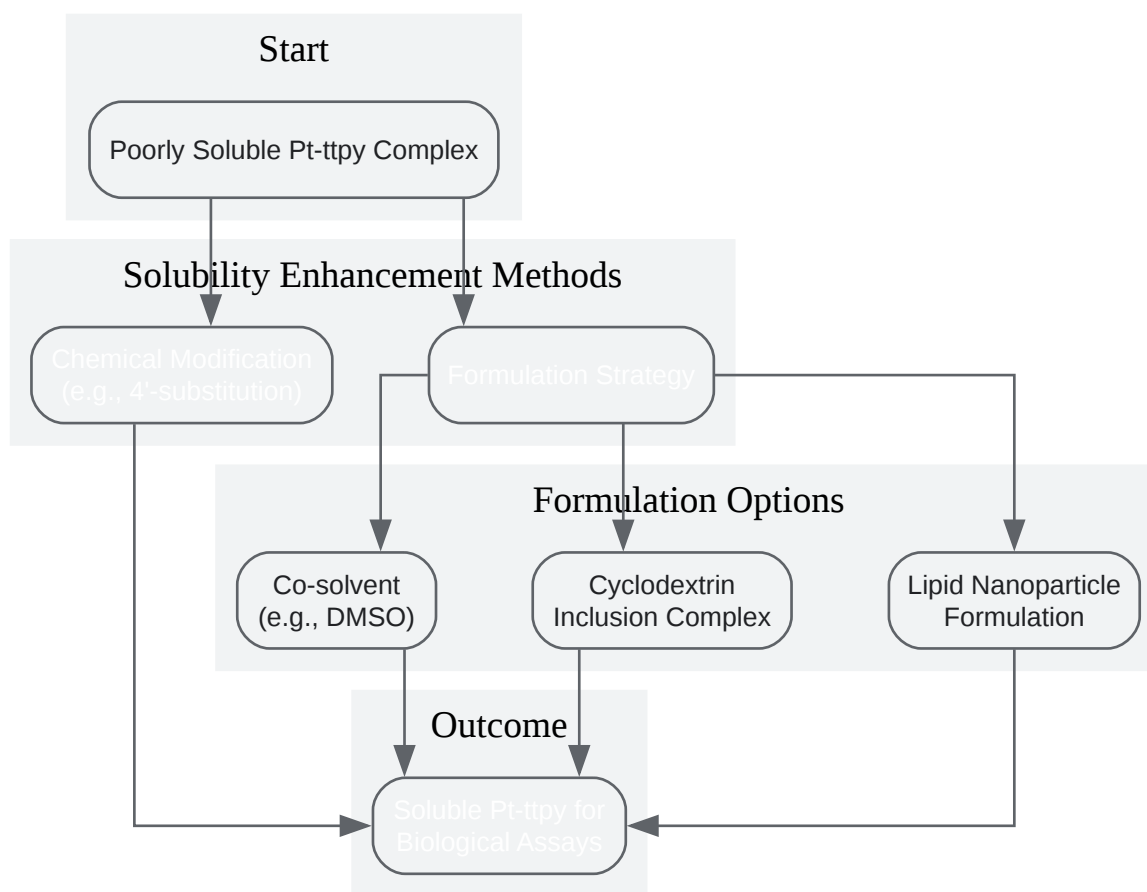 Start
Poorly Soluble Pt-ttpy Complex
Solubility Enhancement Methods
Chemical Modification
(e.g., 4'-substitution)
Formulation Strategy
Formulation Options
Co-solvent
(e.g., DMSO)
Cyclodextrin
Inclusion Complex
Lipid Nanoparticle
Formulation
Outcome
Soluble Pt-ttpy for
Biological Assays